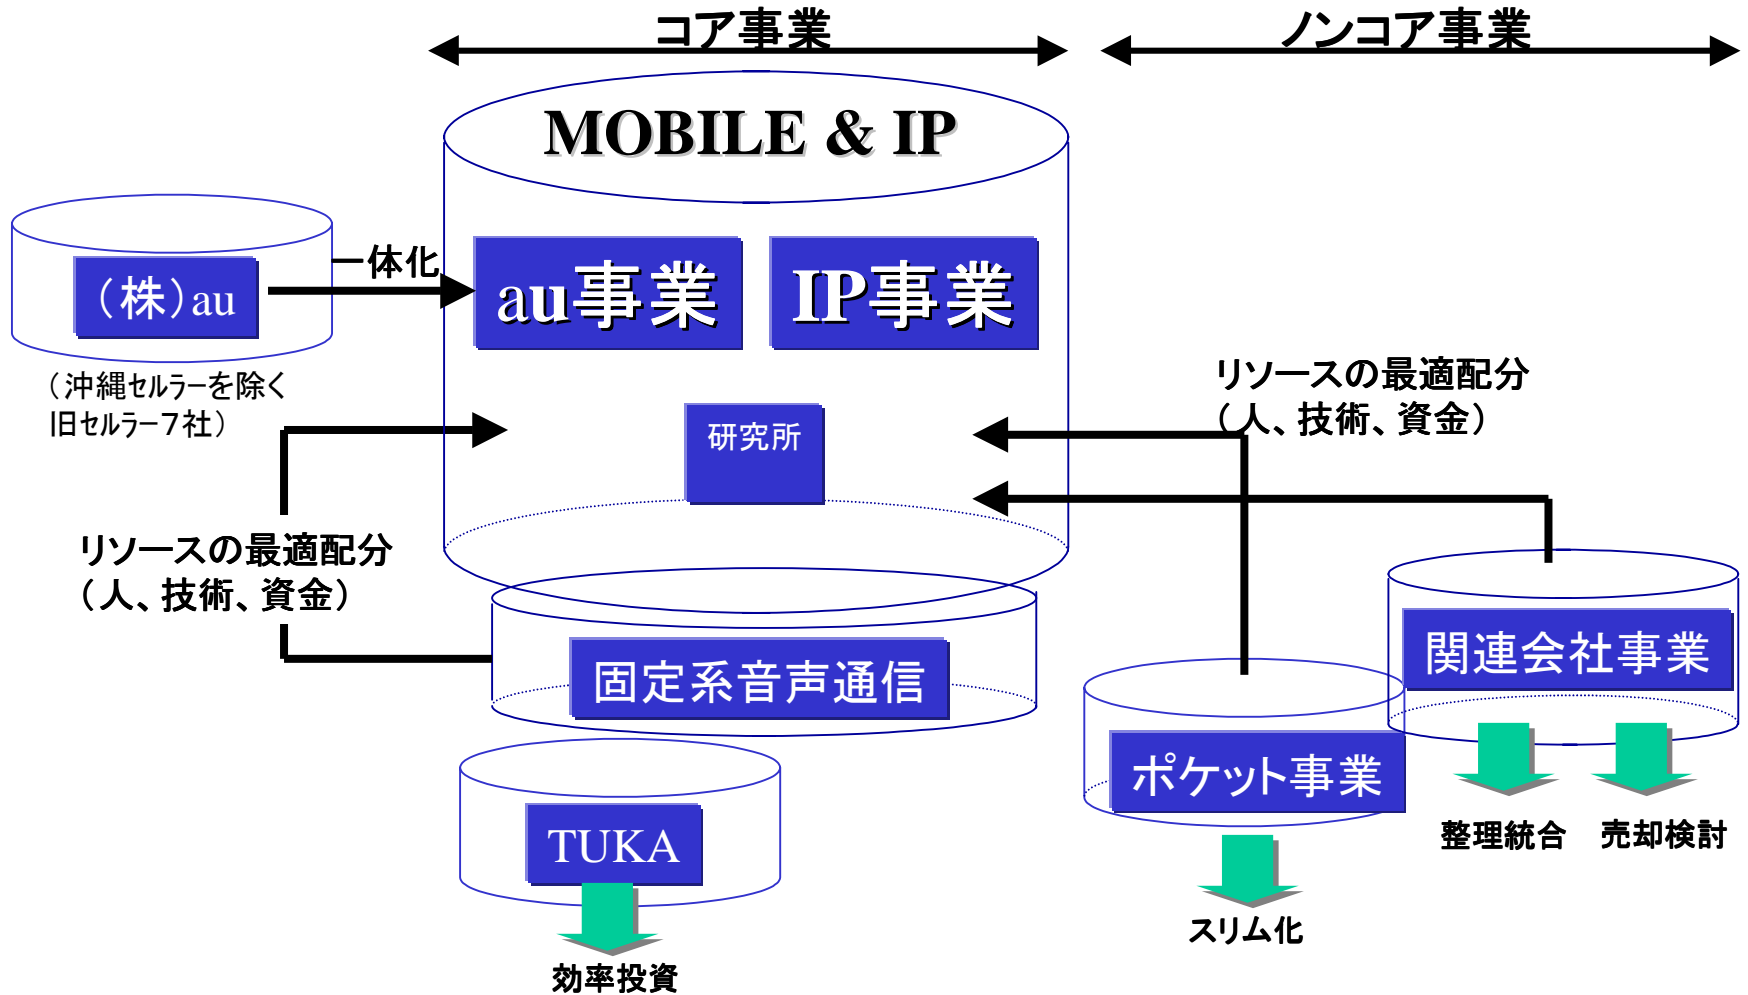 コア事業
ノンコア事業
MOBILE & IP
一体化
(株)au
au事業
IP事業
(沖縄ｾﾙﾗｰを除く
旧ｾﾙﾗｰ7社)
リソースの最適配分
(人、技術、資金)
研究所
リソースの最適配分
(人、技術、資金)
関連会社事業
固定系音声通信
ポケット事業
TUKA
整理統合
売却検討
スリム化
効率投資